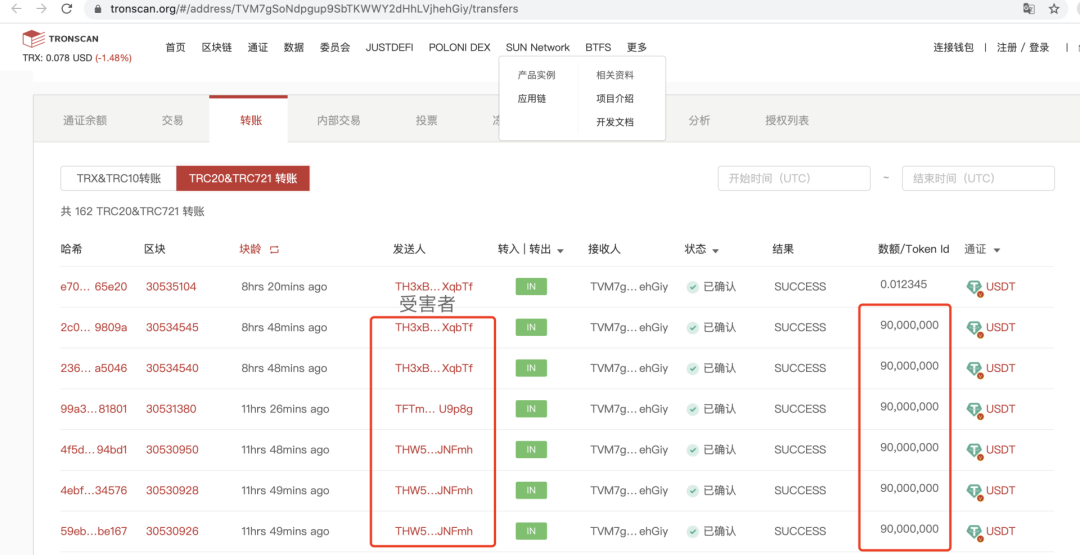 tronscan.org/#/address/TVM7gSoNdpgup9SbTKWWY2dHhLVjhehGiy/transfers
TRONSCAN
首页 区块链 通证 数据 委员会 JUSTDEFI POLONI DEX SUN Network BTFS 更多 连接钱包 | 注册 / 登录 |
TRX: 0.078 USD (-1.48%)
产品实例 相关资料
应用链 项目介绍
开发文档
通证余额 交易 转账 内部交易 投票 分析 授权列表
TRX&TRC10转账 TRC20&TRC721 转账 开始时间（UTC） ~ 结束时间（UTC）
共 162 TRC20&TRC721 转账
哈希 区块 块龄 发送人 转入 | 转出 接收人 状态 结果 数额/Token Id 通证
e70... 65e20 30535104 8hrs 20mins ago TH3xB...XqbTf IN TVM7g...ehGiy 已确认 SUCCESS 0.012345 USDT
受害者
2c0... 9809a 30534545 8hrs 48mins ago TH3xB...XqbTf IN TVM7g...ehGiy 已确认 SUCCESS 90,000,000 USDT
236... a5046 30534540 8hrs 48mins ago TH3xB...XqbTf IN TVM7g...ehGiy 已确认 SUCCESS 90,000,000 USDT
99a3...81801 30531380 11hrs 26mins ago TFTm... U9p8g IN TVM7g...ehGiy 已确认 SUCCESS 90,000,000 USDT
4f5d...94bd1 30530950 11hrs 48mins ago THW5...JNFmh IN TVM7g...ehGiy 已确认 SUCCESS 90,000,000 USDT
4ebf...34576 30530928 11hrs 49mins ago THW5...JNFmh IN TVM7g...ehGiy 已确认 SUCCESS 90,000,000 USDT
59eb...be167 30530926 11hrs 49mins ago THW5...JNFmh IN TVM7g...ehGiy 已确认 SUCCESS 90,000,000 USDT